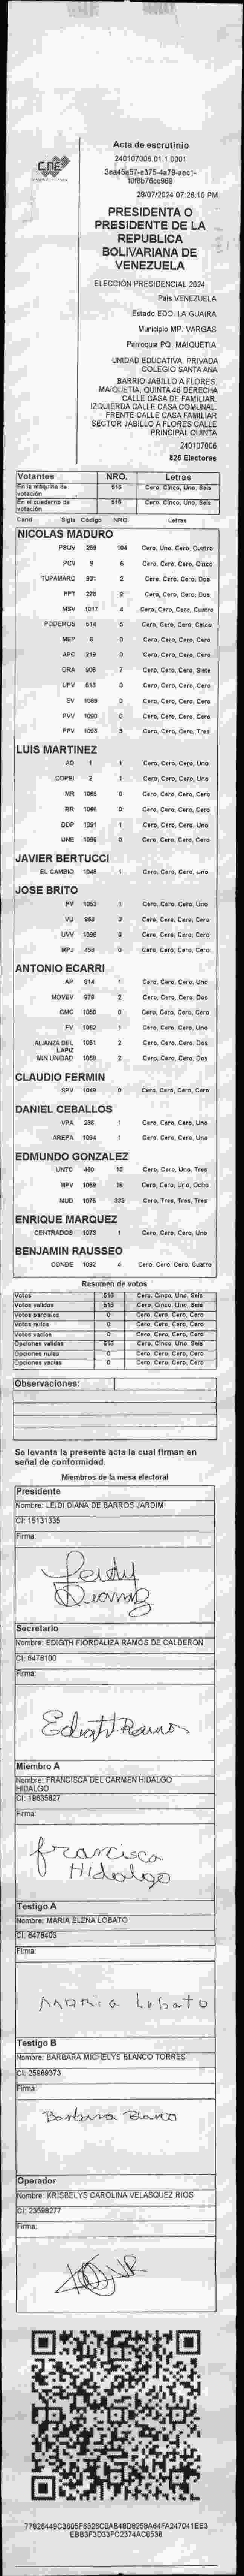 Acta de escrutinio
CNE
240107006.01.1.0001
28/07/2024 07:26:10 PM
PRESIDENTA O
PRESIDENTE DE LA
REPUBLICA
BOLIVARIANA DE
VENEZUELA
ELECCIÓN PRESIDENCIAL 2024
Pais VENEZUELA
Estado EDO. LA GUAIRA
Municipio MP. VARGAS
Parroquia PQ. MAIQUETIA
UNIDAD EDUCATIVA. PRIVADA
COLEGIO SANTA ANA
BARRIO JABILLO A FLORES.
MAIQUETIA. QUINTA 46 DERECHA
CALLE CASA DE FAMILIAR.
IZQUIERDA CALLE CASA COMUNAL.
FRENTE CALLE CASA FAMILIAR
SECTOR JABILLO A FLORES CALLE
PRINCIPAL QUINTA
240107006
826 Electores
Votantes NRO. Letras
En la máquina de votación 516 Cero, Cinco, Uno, Seis
En el cuaderno de votación 516 Cero, Cinco, Uno, Seis
Cand Sigla Código NRO. Letras
NICOLAS MADURO
PSUV 269 104 Cero, Uno, Cero, Cuatro
PCV 9 5 Cero, Cero, Cero, Cinco
TUPAMARO 931 2 Cero, Cero, Cero, Dos
PPT 276 2 Cero, Cero, Cero, Dos
MSV 1017 4 Cero, Cero, Cero, Cuatro
PODEMOS 514 5 Cero, Cero, Cero, Cinco
MEP 6 0 Cero, Cero, Cero, Cero
APC 219 0 Cero, Cero, Cero, Cero
ORA 906 7 Cero, Cero, Cero, Siete
UPV 613 0 Cero, Cero, Cero, Cero
EV 1088 0 Cero, Cero, Cero, Cero
PVV 1090 0 Cero, Cero, Cero, Cero
PFV 1093 3 Cero, Cero, Cero, Tres
LUIS MARTINEZ
AD 1 1 Cero, Cero, Cero, Uno
COPEI 2 1 Cero, Cero, Cero, Uno
MR 1065 0 Cero, Cero, Cero, Cero
BR 1066 0 Cero, Cero, Cero, Cero
DDP 1091 1 Cero, Cero, Cero, Uno
UNE 1096 0 Cero, Cero, Cero, Cero
JAVIER BERTUCCI
EL CAMBIO 1048 1 Cero, Cero, Cero, Uno
JOSE BRITO
PV 1053 1 Cero, Cero, Cero, Uno
VU 868 0 Cero, Cero, Cero, Cero
UVV 0 Cero, Cero, Cero, Cero
MPJ 450 0 Cero, Cero, Cero, Cero
ANTONIO ECARRI
AP 814 1 Cero, Cero, Cero, Uno
MOVEV 878 2 Cero, Cero, Cero, Dos
CMC 1050 0 Cero, Cero, Cero, Cero
FV 1062 1 Cero, Cero, Cero, Uno
ALIANZA DEL LAPIZ 1051 2 Cero, Cero, Cero, Dos
MIN UNIDAD 1068 2 Cero, Cero, Cero, Dos
CLAUDIO FERMIN
SPV 1049 0 Cero, Cero, Cero, Cero
DANIEL CEBALLOS
VPA 238 1 Cero, Cero, Cero, Uno
AREPA 1094 1 Cero, Cero, Cero, Uno
EDMUNDO GONZALEZ
UNTC 480 13 Cero, Cero, Uno, Tres
MPV 1069 18 Cero, Cero, Uno, Ocho
MUD 1075 333 Cero, Tres, Tres, Tres
ENRIQUE MARQUEZ
CENTRADOS 1073 1 Cero, Cero, Cero, Uno
BENJAMIN RAUSSEO
CONDE 1092 4 Cero, Cero, Cero, Cuatro
Resumen de votos
Votos 516 Cero, Cinco, Uno, Seis
Votos válidos 516 Cero, Cinco, Uno, Seis
Votos parciales 0 Cero, Cero, Cero, Cero
Votos nulos 0 Cero, Cero, Cero, Cero
Votos vacíos 0 Cero, Cero, Cero, Cero
Opciones válidas 516 Cero, Cinco, Uno, Seis
Opciones nulas 0 Cero, Cero, Cero, Cero
Opciones vacías 0 Cero, Cero, Cero, Cero
Observaciones:
Se levanta la presente acta la cual firman en
señal de conformidad.
Miembros de la mesa electoral
Presidente
Nombre: LEIDI DIANA DE BARROS JARDIM
CI: 15131335
Firma:
Leidy
Diana
Secretario
Nombre: EDIGTH FIORDALIZA RAMOS DE CALDERON
CI: 6478100
Firma:
Edigth Ramos
Miembro A
Nombre: FRANCISCA DEL CARMEN HIDALGO
HIDALGO
CI: 19635627
Firma:
francisca
Hidalgo
Testigo A
Nombre: MARIA ELENA LOBATO
CI: 6478403
Firma:
Maria Lobato
Testigo B
Nombre: BARBARA MICHELYS BLANCO TORRES
CI: 25969373
Firma:
Barbara Blanco
Operador
Nombre: KRISBELYS CAROLINA VELASQUEZ RIOS
CI: 23598277
Firma: